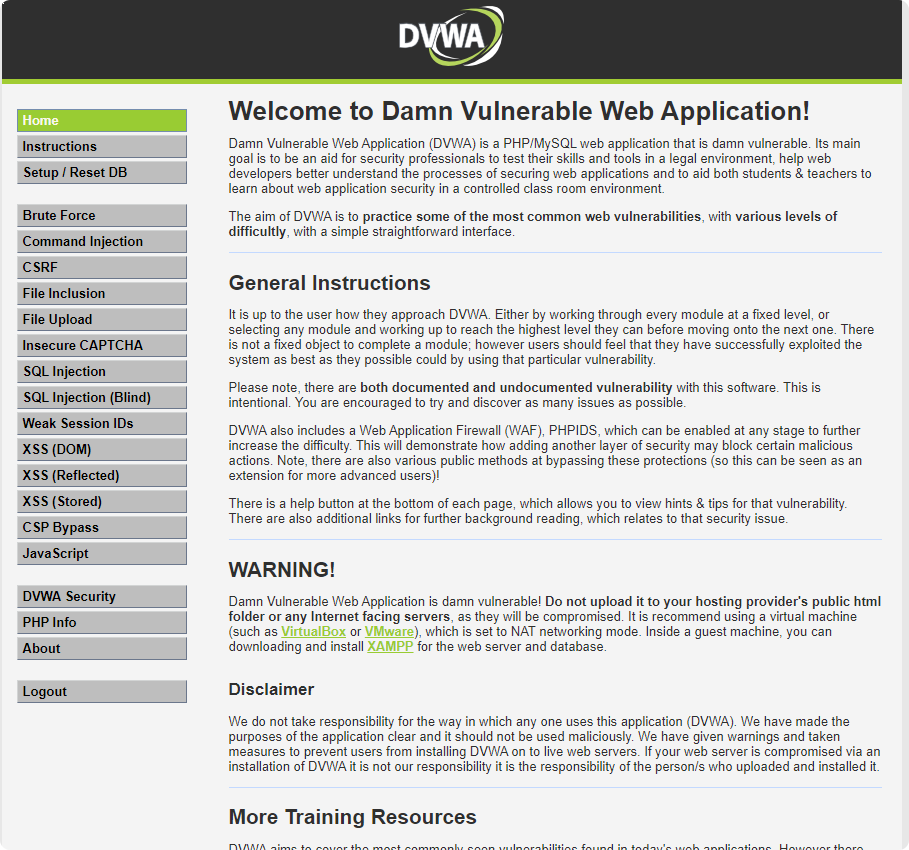 DVWA
Home
Instructions
Setup / Reset DB
Brute Force
Command Injection
CSRF
File Inclusion
File Upload
Insecure CAPTCHA
SQL Injection
SQL Injection (Blind)
Weak Session IDs
XSS (DOM)
XSS (Reflected)
XSS (Stored)
CSP Bypass
JavaScript
DVWA Security
PHP Info
About
Logout
Welcome to Damn Vulnerable Web Application!
Damn Vulnerable Web Application (DVWA) is a PHP/MySQL web application that is damn vulnerable. Its main
goal is to be an aid for security professionals to test their skills and tools in a legal environment, help web
developers better understand the processes of securing web applications and to aid both students & teachers to
learn about web application security in a controlled class room environment.
The aim of DVWA is to practice some of the most common web vulnerabilities, with various levels of
difficultly, with a simple straightforward interface.
General Instructions
It is up to the user how they approach DVWA. Either by working through every module at a fixed level, or
selecting any module and working up to reach the highest level they can before moving onto the next one. There
is not a fixed object to complete a module; however users should feel that they have successfully exploited the
system as best as they possible could by using that particular vulnerability.
Please note, there are both documented and undocumented vulnerability with this software. This is
intentional. You are encouraged to try and discover as many issues as possible.
DVWA also includes a Web Application Firewall (WAF), PHPIDS, which can be enabled at any stage to further
increase the difficulty. This will demonstrate how adding another layer of security may block certain malicious
actions. Note, there are also various public methods at bypassing these protections (so this can be seen as an
extension for more advanced users)!
There is a help button at the bottom of each page, which allows you to view hints & tips for that vulnerability.
There are also additional links for further background reading, which relates to that security issue.
WARNING!
Damn Vulnerable Web Application is damn vulnerable! Do not upload it to your hosting provider's public html
folder or any Internet facing servers, as they will be compromised. It is recommend using a virtual machine
(such as VirtualBox or VMware), which is set to NAT networking mode. Inside a guest machine, you can
downloading and install XAMPP for the web server and database.
Disclaimer
We do not take responsibility for the way in which any one uses this application (DVWA). We have made the
purposes of the application clear and it should not be used maliciously. We have given warnings and taken
measures to prevent users from installing DVWA on to live web servers. If your web server is compromised via an
installation of DVWA it is not our responsibility it is the responsibility of the person/s who uploaded and installed it.
More Training Resources
DVWA aims to cover the most commonly seen vulnerabilities found in today's web applications. However there